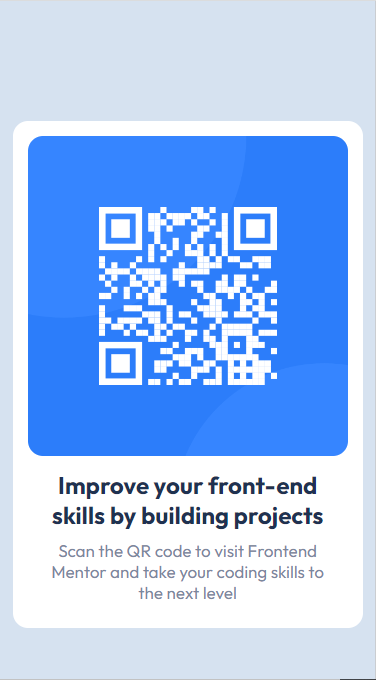 Improve your front-end
skills by building projects
Scan the QR code to visit Frontend
Mentor and take your coding skills to
the next level